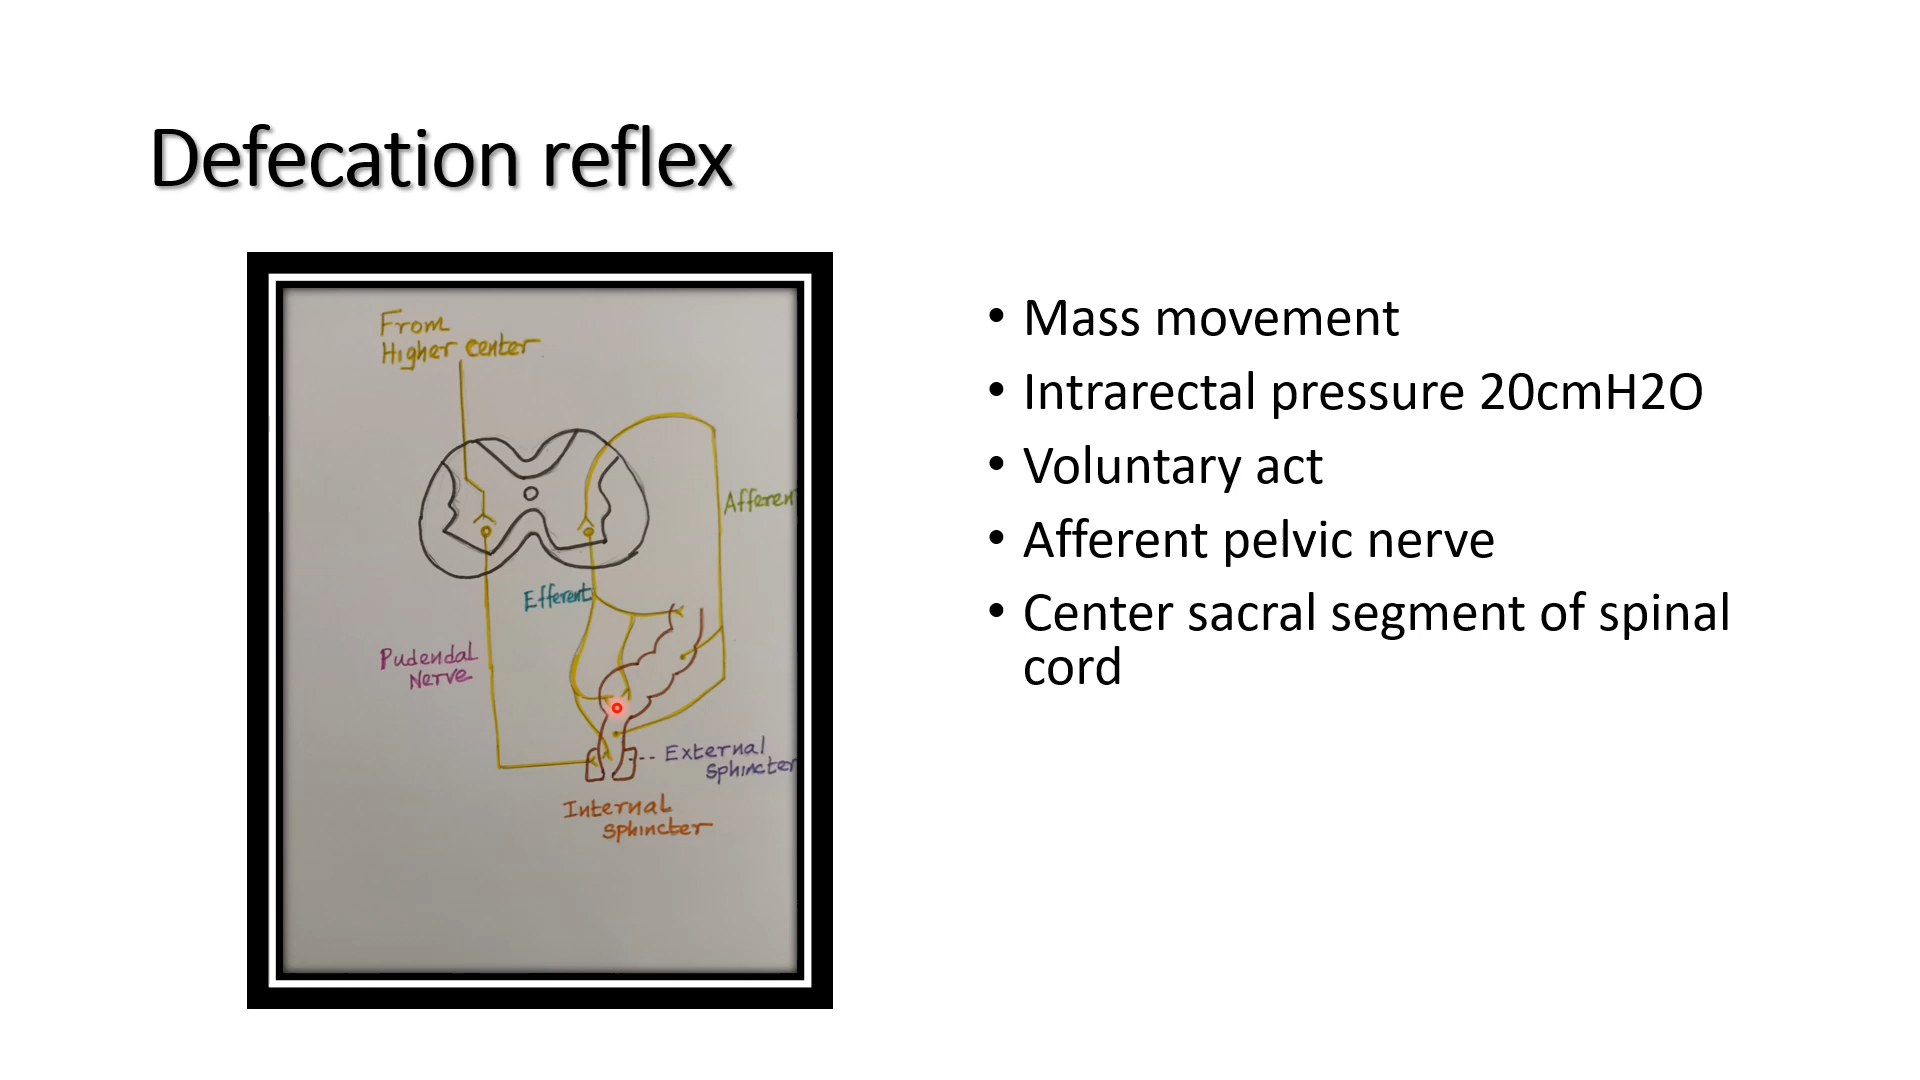 Defecation reflex
From
Higher center
Afferen
Efferent
Pudendal
Nerve
External
sphincter
Internal
sphincter
• Mass movement
• Intrarectal pressure 20cmH2O
• Voluntary act
• Afferent pelvic nerve
• Center sacral segment of spinal
cord